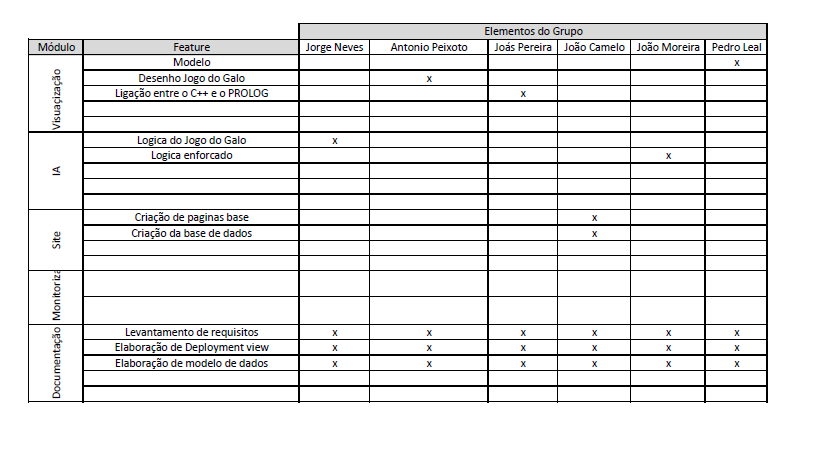 Elementos do Grupo
Módulo Feature Jorge Neves Antonio Peixoto Joás Pereira João Camelo João Moreira Pedro Leal
Visuaçização
Modelo x
Desenho Jogo do Galo x
Ligação entre o C++ e o PROLOG x
IA
Logica do Jogo do Galo x
Logica enforcado x
Site
Criação de paginas base x
Criação da base de dados x
Monitoriza
Documentação
Levantamento de requisitos x x x x x x
Elaboração de Deployment view x x x x x x
Elaboração de modelo de dados x x x x x x